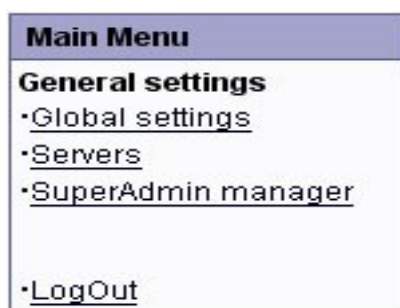 Main Menu
General settings
·Global settings
·Servers
·SuperAdmin manager
·LogOut